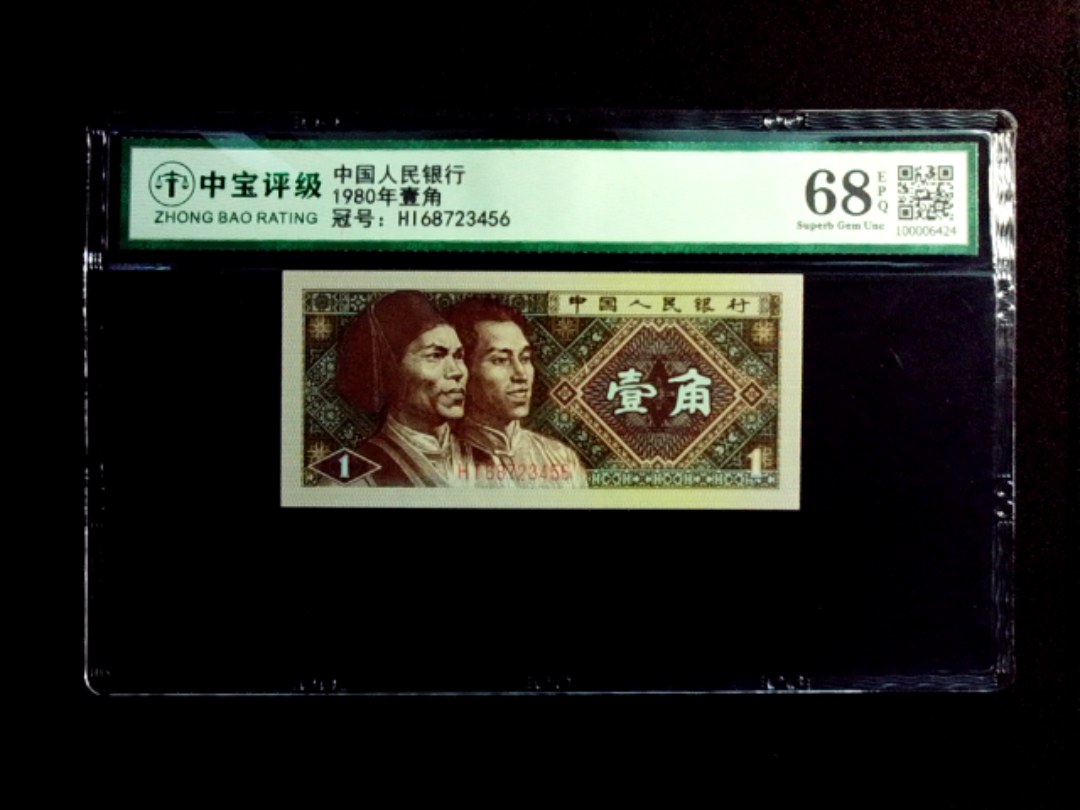 中宝评级
ZHONG BAO RATING
中国人民银行
1980年壹角
冠号：HI68723456
68
EPQ
Superb Gem Unc
100006424
中国人民银行
壹角
1
HI68723456
1